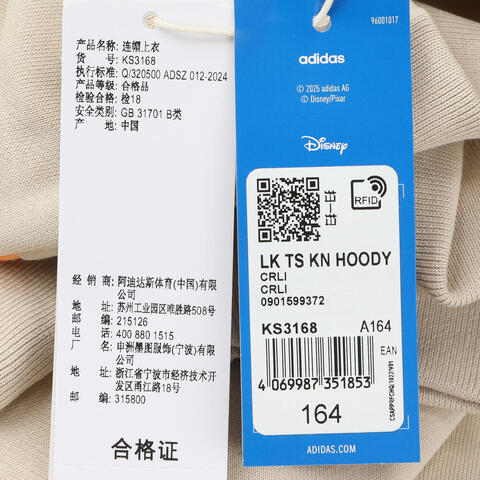 产品名称: 连帽上衣
货 号: KS3168
执行标准: Q/320500 ADSZ 012-2024
产品等级: 合格品
检验合格: 检18
安全类别: GB 31701 B类
产 地: 中国
经 销 商: 阿迪达斯体育(中国)有限
公司
地 址: 苏州工业园区唯胜路508号
邮 编: 215126
电 话: 400 880 1515
厂 名: 申洲墨图服饰(宁波)有限
公司
地 址: 浙江省宁波市经济技术开
发区甬江路18号
邮 编: 315800
合格证
96001017
adidas
© 2025 adidas AG
© Disney/Pixar
Disney
RFID
LK TS KN HOODY
CRLI
CRLI
0901599372
KS3168 A164
EAN
4 069987 351853
164
ADIDAS.COM